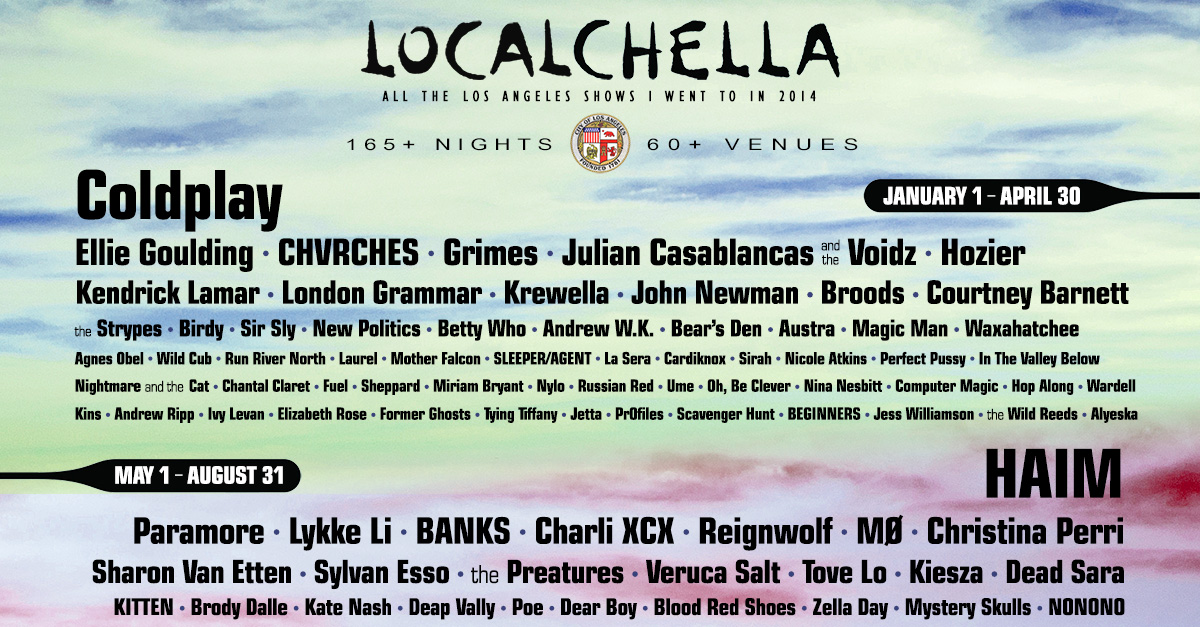 LOCALCHELLA
ALL THE LOS ANGELES SHOWS I WENT TO IN 2014
165+ NIGHTS CITY OF LOS ANGELES FOUNDED 1781 60+ VENUES
Coldplay
JANUARY 1 – APRIL 30
Ellie Goulding • CHVRCHES • Grimes • Julian Casablancas and the Voidz • Hozier
Kendrick Lamar • London Grammar • Krewella • John Newman • Broods • Courtney Barnett
the Strypes • Birdy • Sir Sly • New Politics • Betty Who • Andrew W.K. • Bear's Den • Austra • Magic Man • Waxahatchee
Agnes Obel • Wild Cub • Run River North • Laurel • Mother Falcon • SLEEPER/AGENT • La Sera • Cardiknox • Sirah • Nicole Atkins • Perfect Pussy • In The Valley Below
Nightmare and the Cat • Chantal Claret • Fuel • Sheppard • Miriam Bryant • Nylo • Russian Red • Ume • Oh, Be Clever • Nina Nesbitt • Computer Magic • Hop Along • Wardell
Kins • Andrew Ripp • Ivy Levan • Elizabeth Rose • Former Ghosts • Tying Tiffany • Jetta • Pr0files • Scavenger Hunt • BEGINNERS • Jess Williamson • the Wild Reeds • Alyeska
MAY 1 – AUGUST 31
HAIM
Paramore • Lykke Li • BANKS • Charli XCX • Reignwolf • MØ • Christina Perri
Sharon Van Etten • Sylvan Esso • the Preatures • Veruca Salt • Tove Lo • Kiesza • Dead Sara
KITTEN • Brody Dalle • Kate Nash • Deap Vally • Poe • Dear Boy • Blood Red Shoes • Zella Day • Mystery Skulls • NONONO